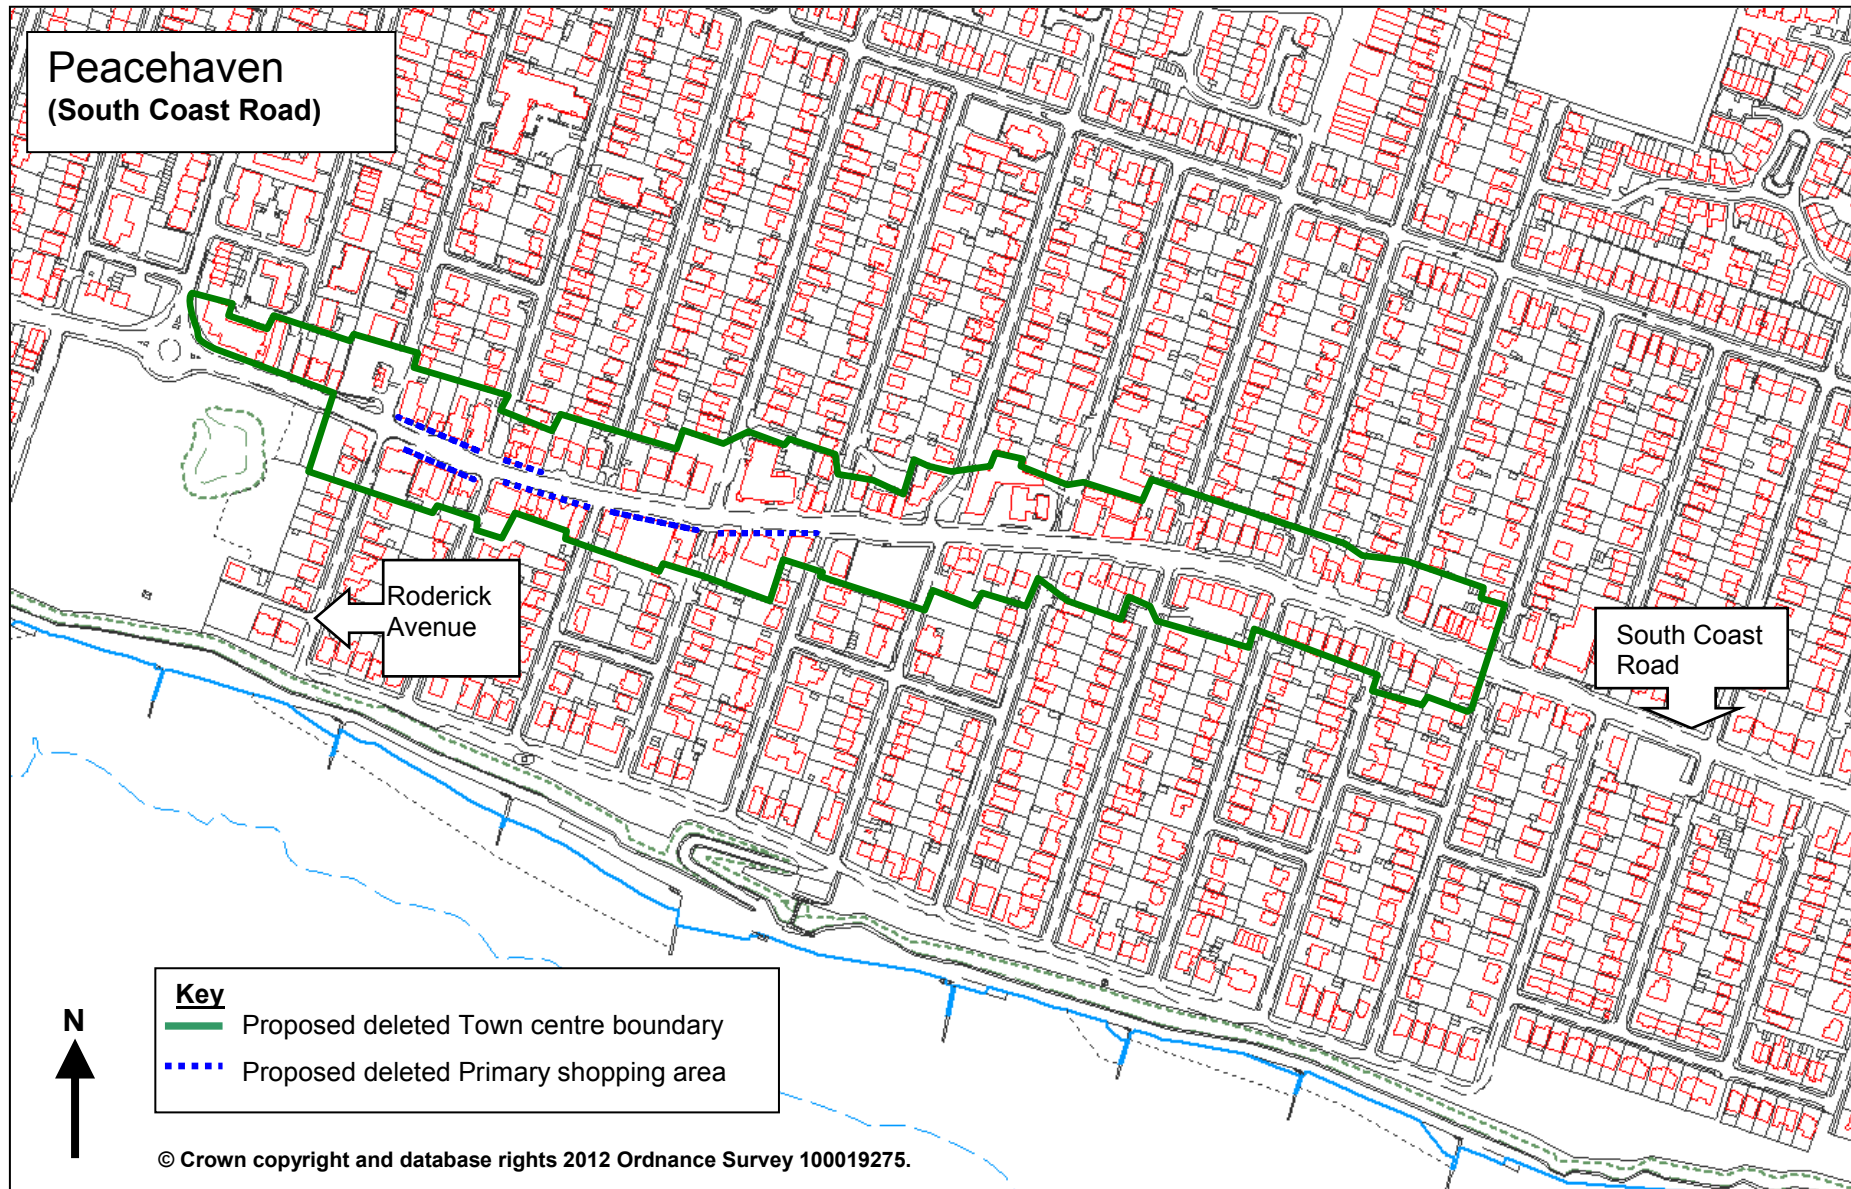 Peacehaven
(South Coast Road)
Roderick
Avenue
South Coast
Road
Key
Proposed deleted Town centre boundary
Proposed deleted Primary shopping area
N
© Crown copyright and database rights 2012 Ordnance Survey 100019275.